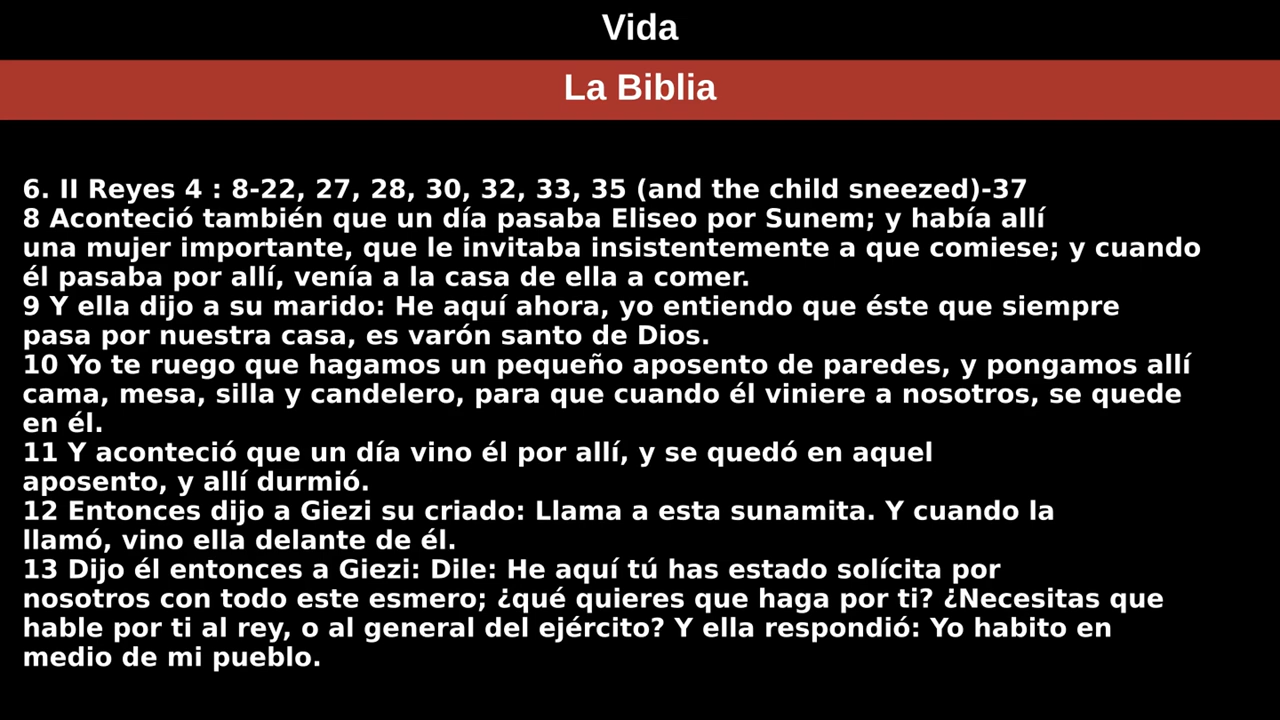 Vida
La Biblia
6. II Reyes 4 : 8-22, 27, 28, 30, 32, 33, 35 (and the child sneezed)-37
8 Aconteció también que un día pasaba Eliseo por Sunem; y había allí
una mujer importante, que le invitaba insistentemente a que comiese; y cuando
él pasaba por allí, venía a la casa de ella a comer.
9 Y ella dijo a su marido: He aquí ahora, yo entiendo que éste que siempre
pasa por nuestra casa, es varón santo de Dios.
10 Yo te ruego que hagamos un pequeño aposento de paredes, y pongamos allí
cama, mesa, silla y candelero, para que cuando él viniere a nosotros, se quede
en él.
11 Y aconteció que un día vino él por allí, y se quedó en aquel
aposento, y allí durmió.
12 Entonces dijo a Giezi su criado: Llama a esta sunamita. Y cuando la
llamó, vino ella delante de él.
13 Dijo él entonces a Giezi: Dile: He aquí tú has estado solícita por
nosotros con todo este esmero; ¿qué quieres que haga por ti? ¿Necesitas que
hable por ti al rey, o al general del ejército? Y ella respondió: Yo habito en
medio de mi pueblo.